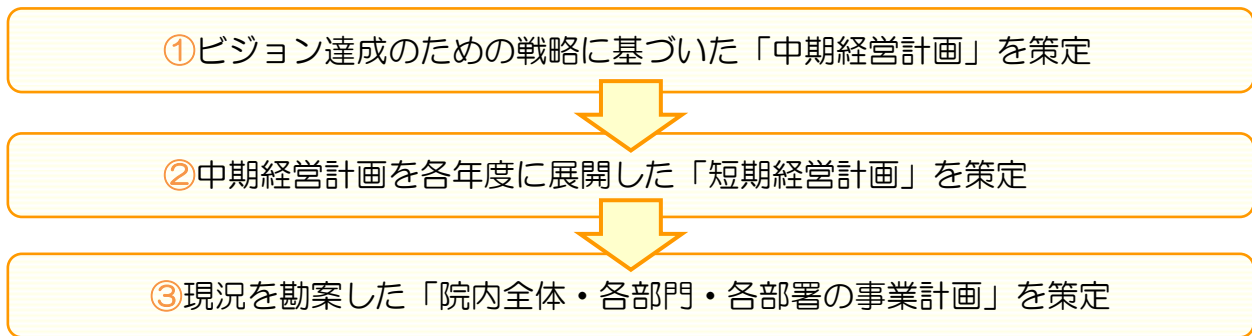 ①ビジョン達成のための戦略に基づいた「中期経営計画」を策定
②中期経営計画を各年度に展開した「短期経営計画」を策定
③現況を勘案した「院内全体・各部門・各部署の事業計画」を策定